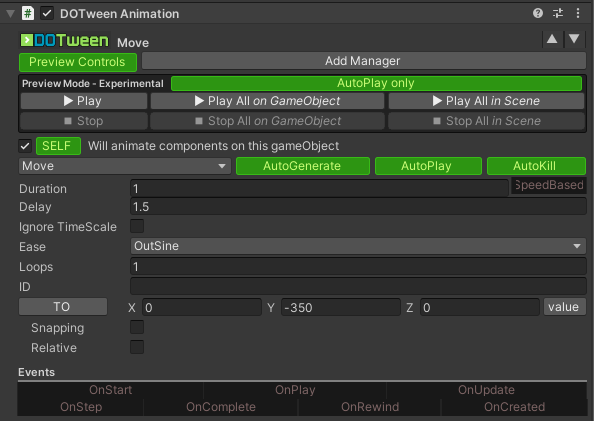 DOTween Animation
DOTween Move
Preview Controls Add Manager
Preview Mode - Experimental AutoPlay only
Play Play All on GameObject Play All in Scene
Stop Stop All on GameObject Stop All in Scene
SELF Will animate components on this gameObject
Move AutoGenerate AutoPlay AutoKill
Duration 1 SpeedBased
Delay 1.5
Ignore TimeScale
Ease OutSine
Loops 1
ID
TO X 0 Y -350 Z 0 value
Snapping
Relative
Events
OnStart OnPlay OnUpdate
OnStep OnComplete OnRewind OnCreated